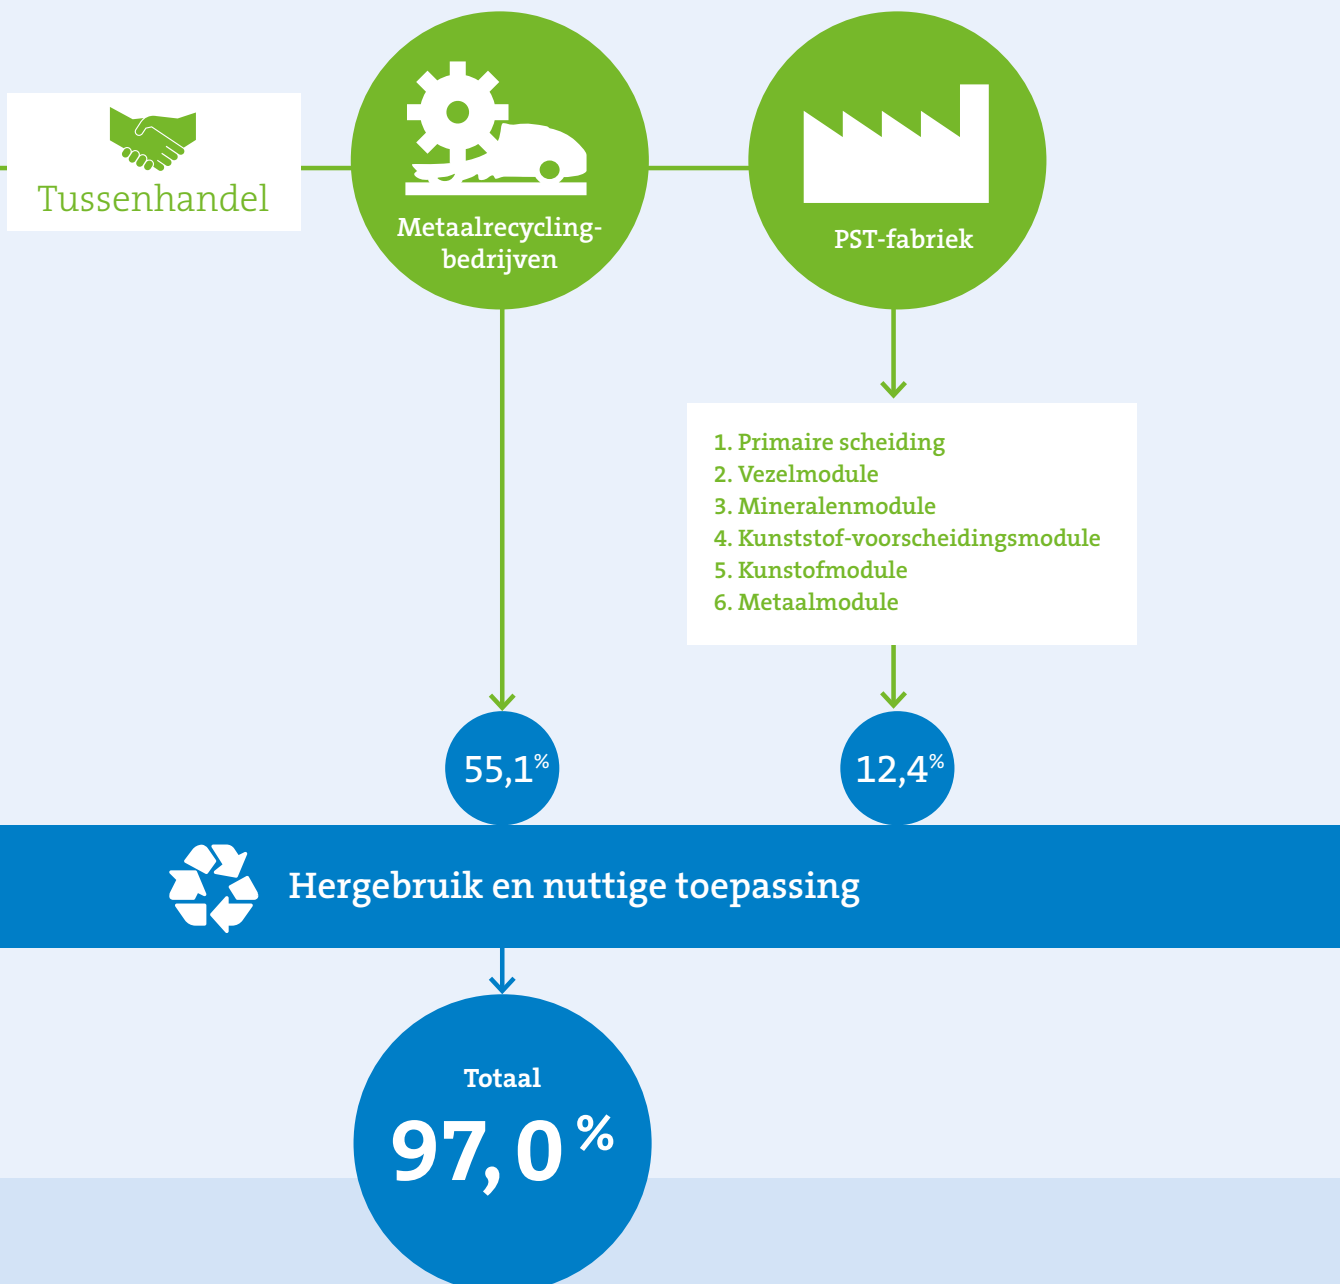 Tussenhandel
Metaalrecycling-
bedrijven
PST-fabriek
1. Primaire scheiding
2. Vezelmodule
3. Mineralenmodule
4. Kunststof-voorscheidingsmodule
5. Kunstofmodule
6. Metaalmodule
55,1%
12,4%
Hergebruik en nuttige toepassing
Totaal
97,0%